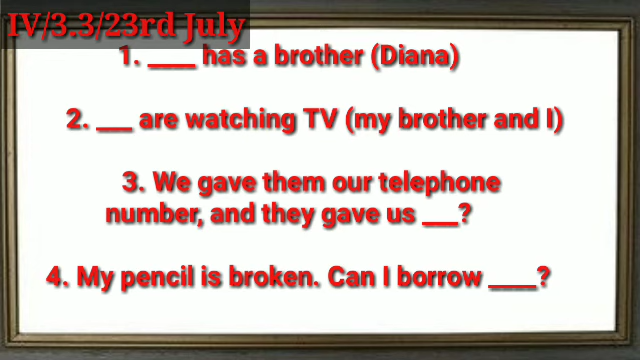 IV/3.3/23rd July
1. ____ has a brother (Diana)
2. ___ are watching TV (my brother and I)
3. We gave them our telephone
number, and they gave us ___?
4. My pencil is broken. Can I borrow ____?